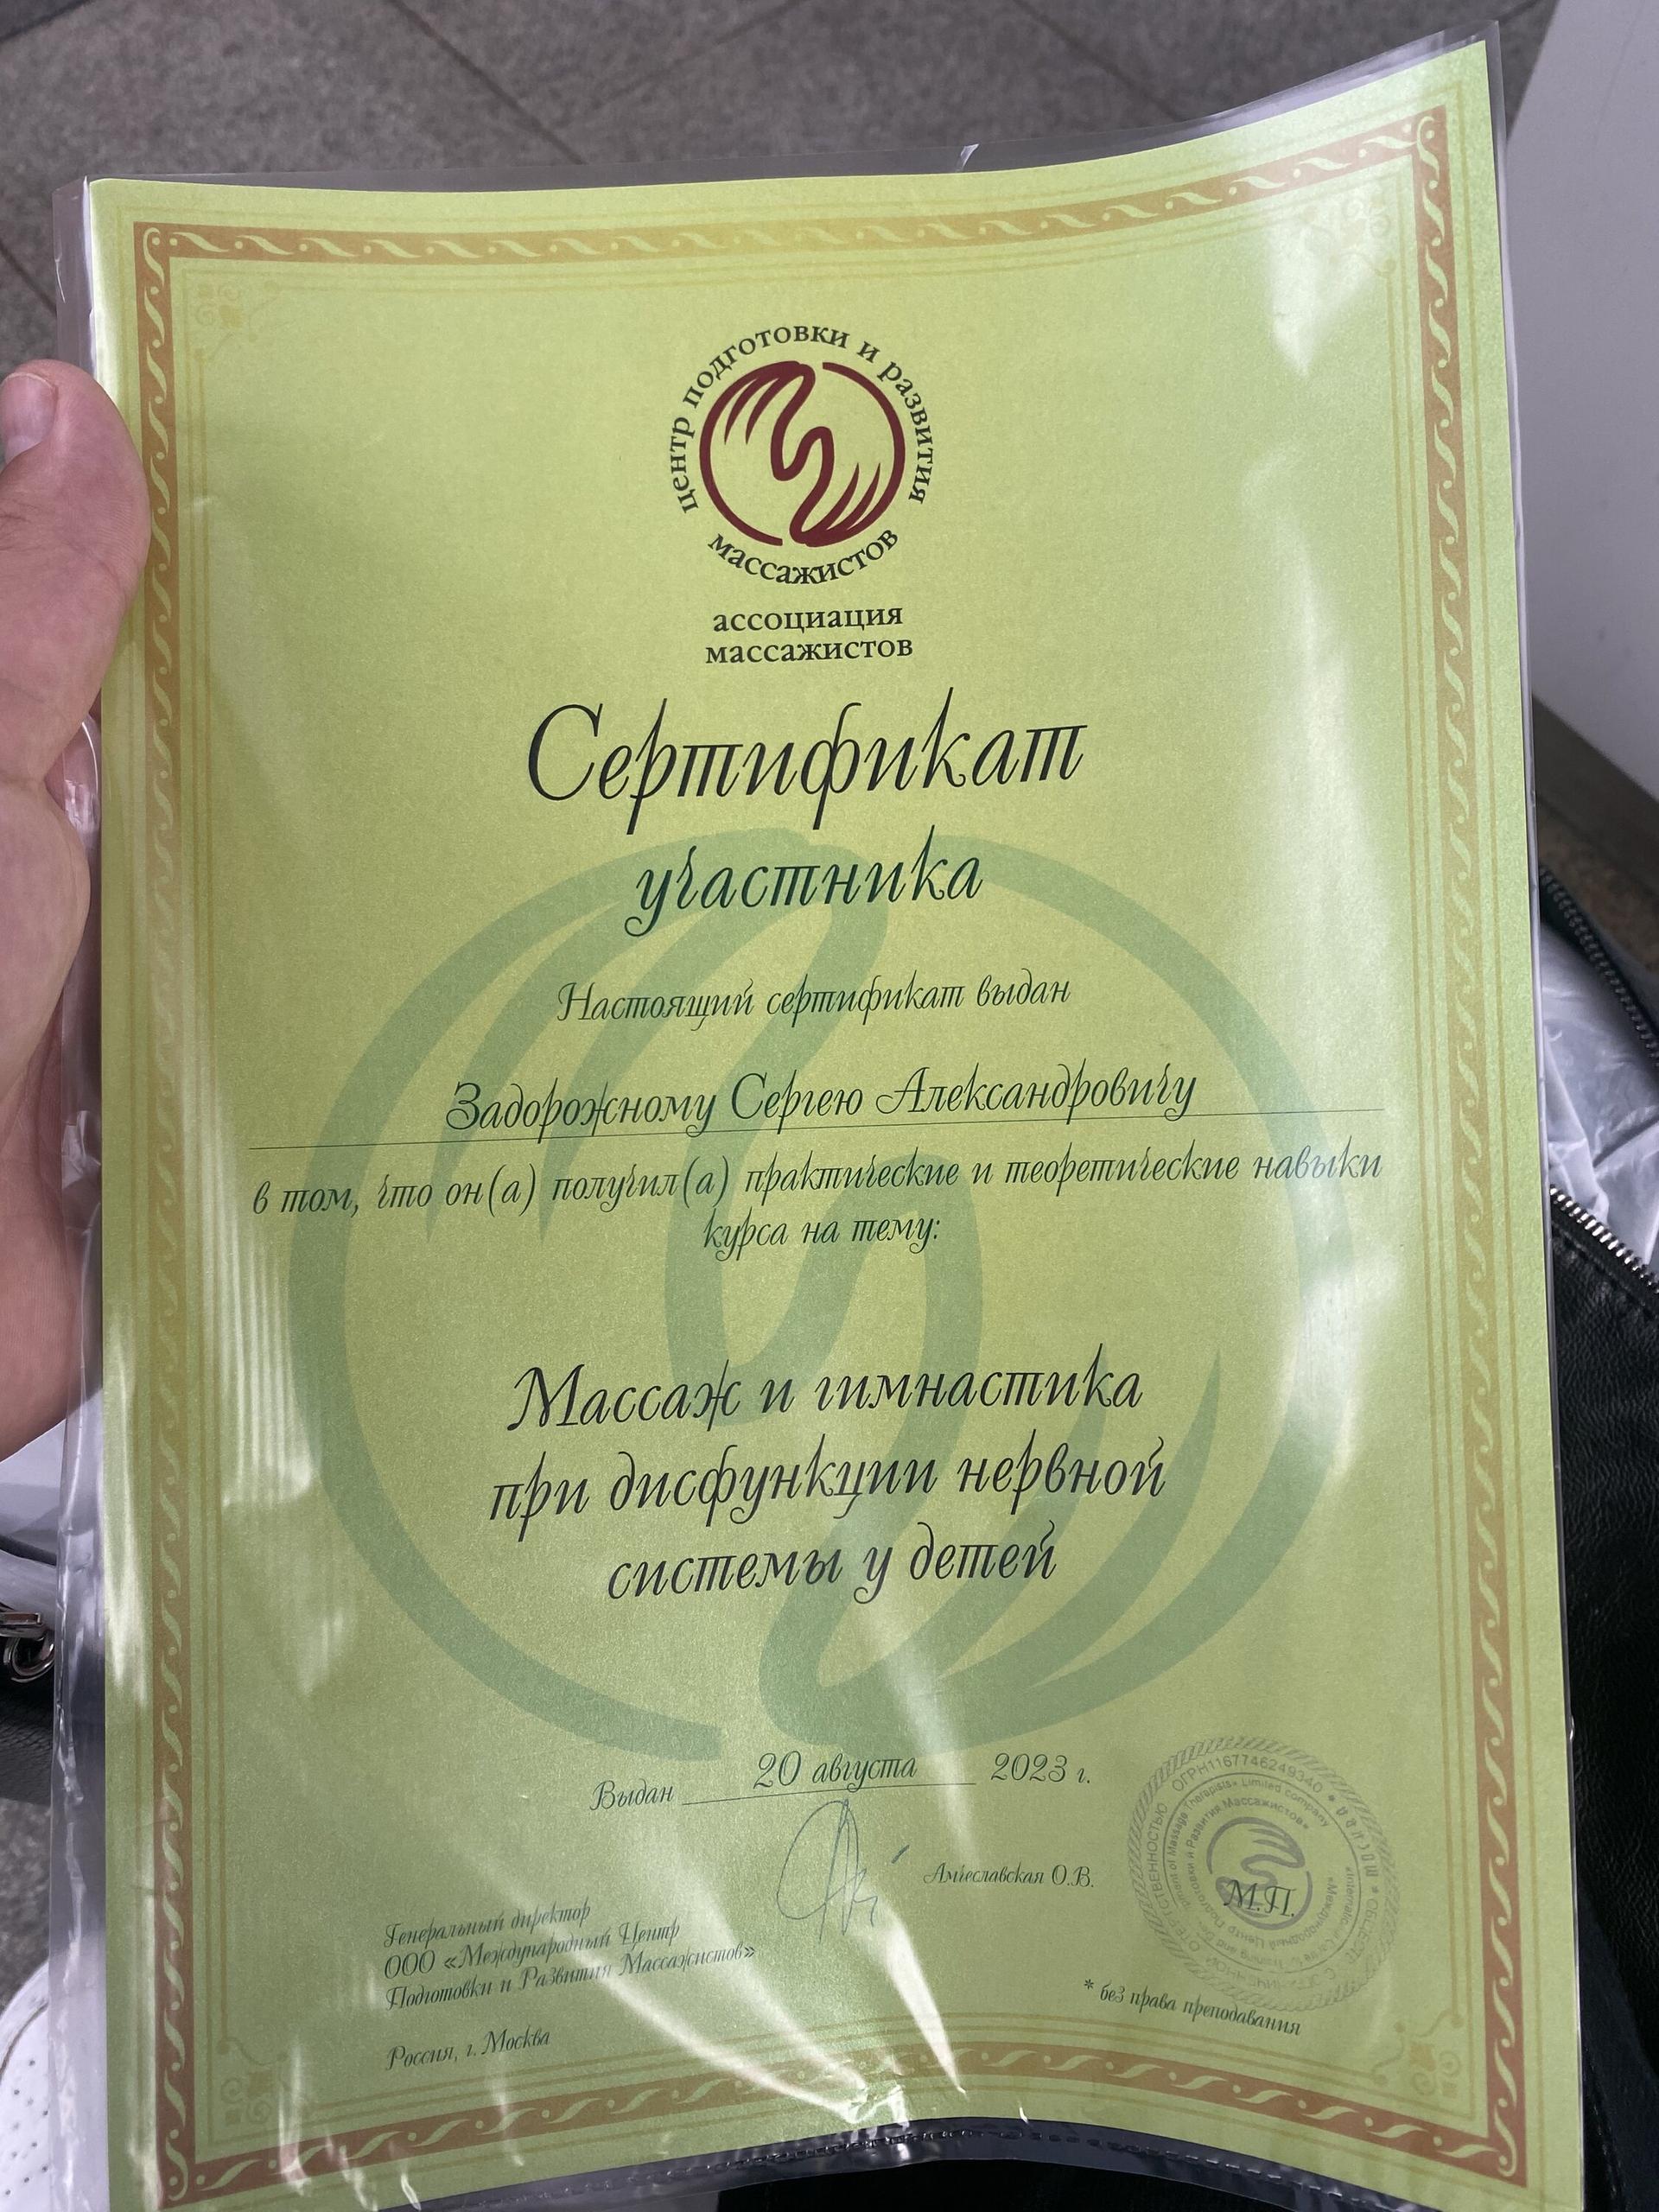 центр подготовки и развития
массажистов
ассоциация
массажистов
Сертификат
участника
Настоящий сертификат выдан
Задорожному Сергею Александровичу
в том, что он(а) получил(а) практические и теоретические навыки
курса на тему:
Массаж и гимнастика
при дисфункции нервной
системы у детей
Выдан 20 августа 2023 г.
Амчеславская О.В.
Генеральный директор
ООО «Международный Центр
Подготовки и Развития Массажистов»
Россия, г. Москва
ОГРН1167746249340
М.П.
* без права преподавания